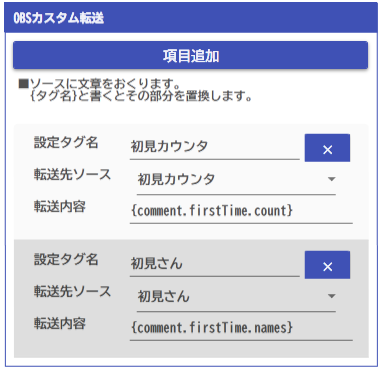 OBSカスタム転送
項目追加
■ソースに文章をおくります。
{タグ名}と書くとその部分を置換します。
設定タグ名 初見カウンタ ×
転送先ソース 初見カウンタ
転送内容 {comment.firstTime.count}
設定タグ名 初見さん ×
転送先ソース 初見さん
転送内容 {comment.firstTime.names}